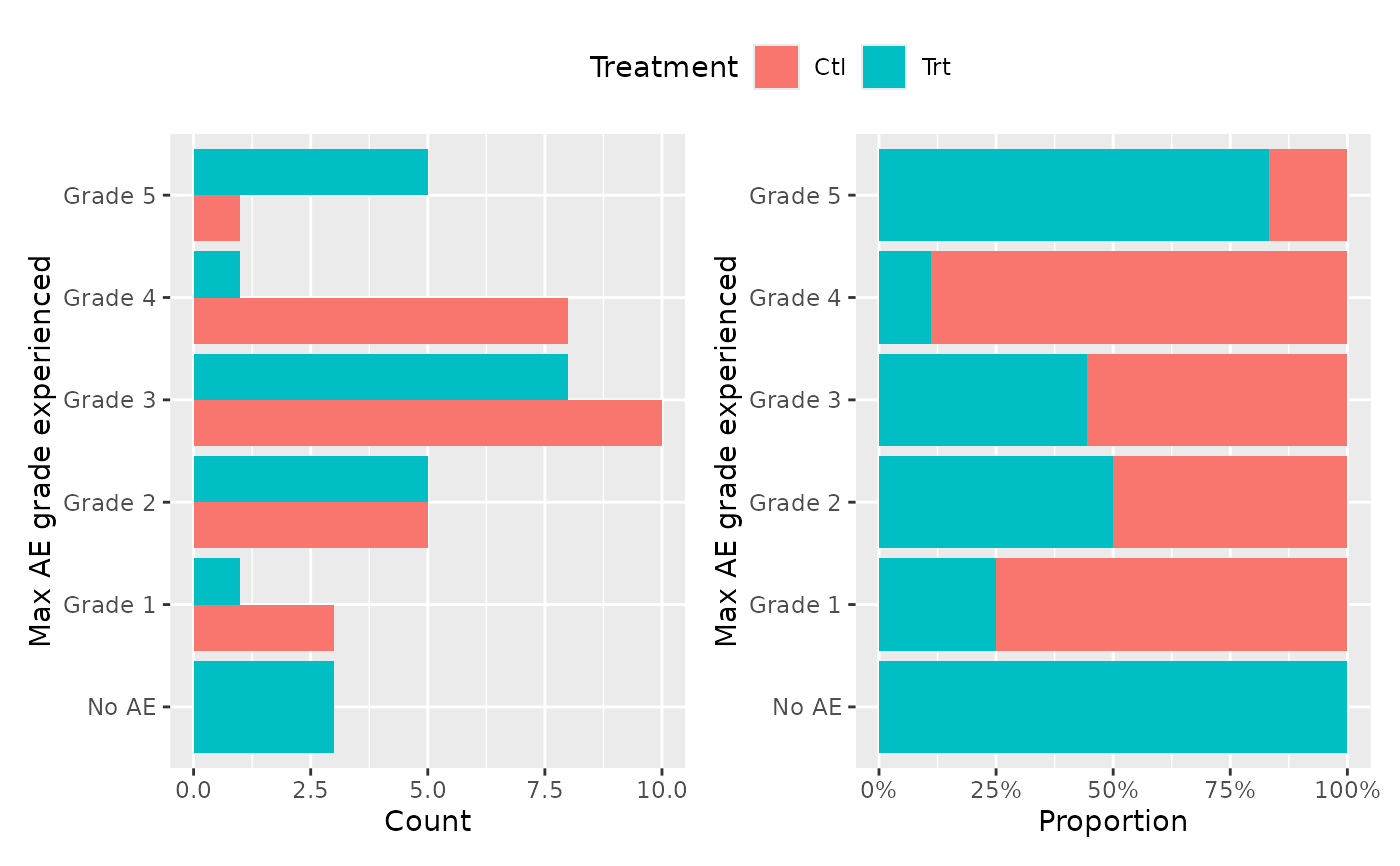 Treatment Ctl Trt
Max AE grade experienced
Grade 5
Grade 4
Grade 3
Grade 2
Grade 1
No AE
0.0 2.5 5.0 7.5 10.0
Count
Max AE grade experienced
Grade 5
Grade 4
Grade 3
Grade 2
Grade 1
No AE
0% 25% 50% 75% 100%
Proportion